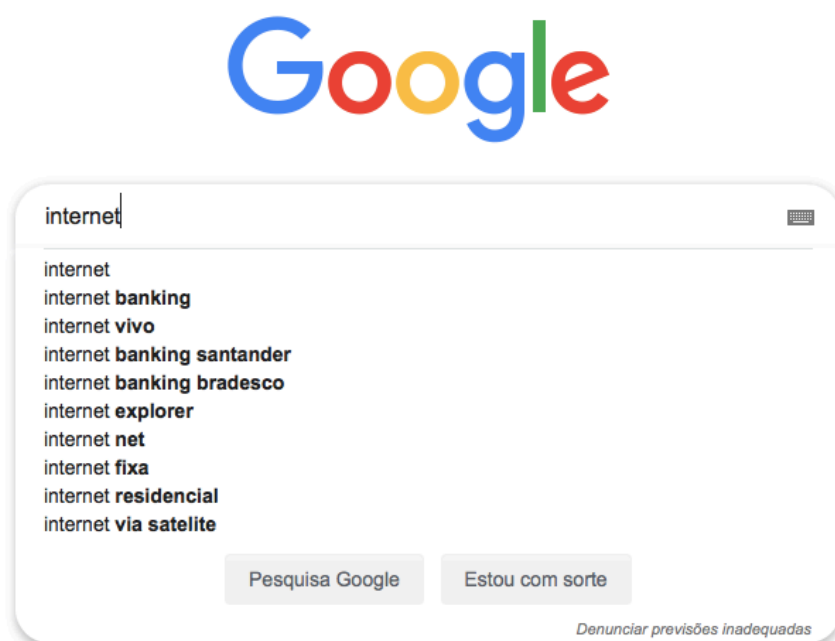 Google
internet
internet
internet banking
internet vivo
internet banking santander
internet banking bradesco
internet explorer
internet net
internet fixa
internet residencial
internet via satelite
Pesquisa Google
Estou com sorte
Denunciar previsões inadequadas